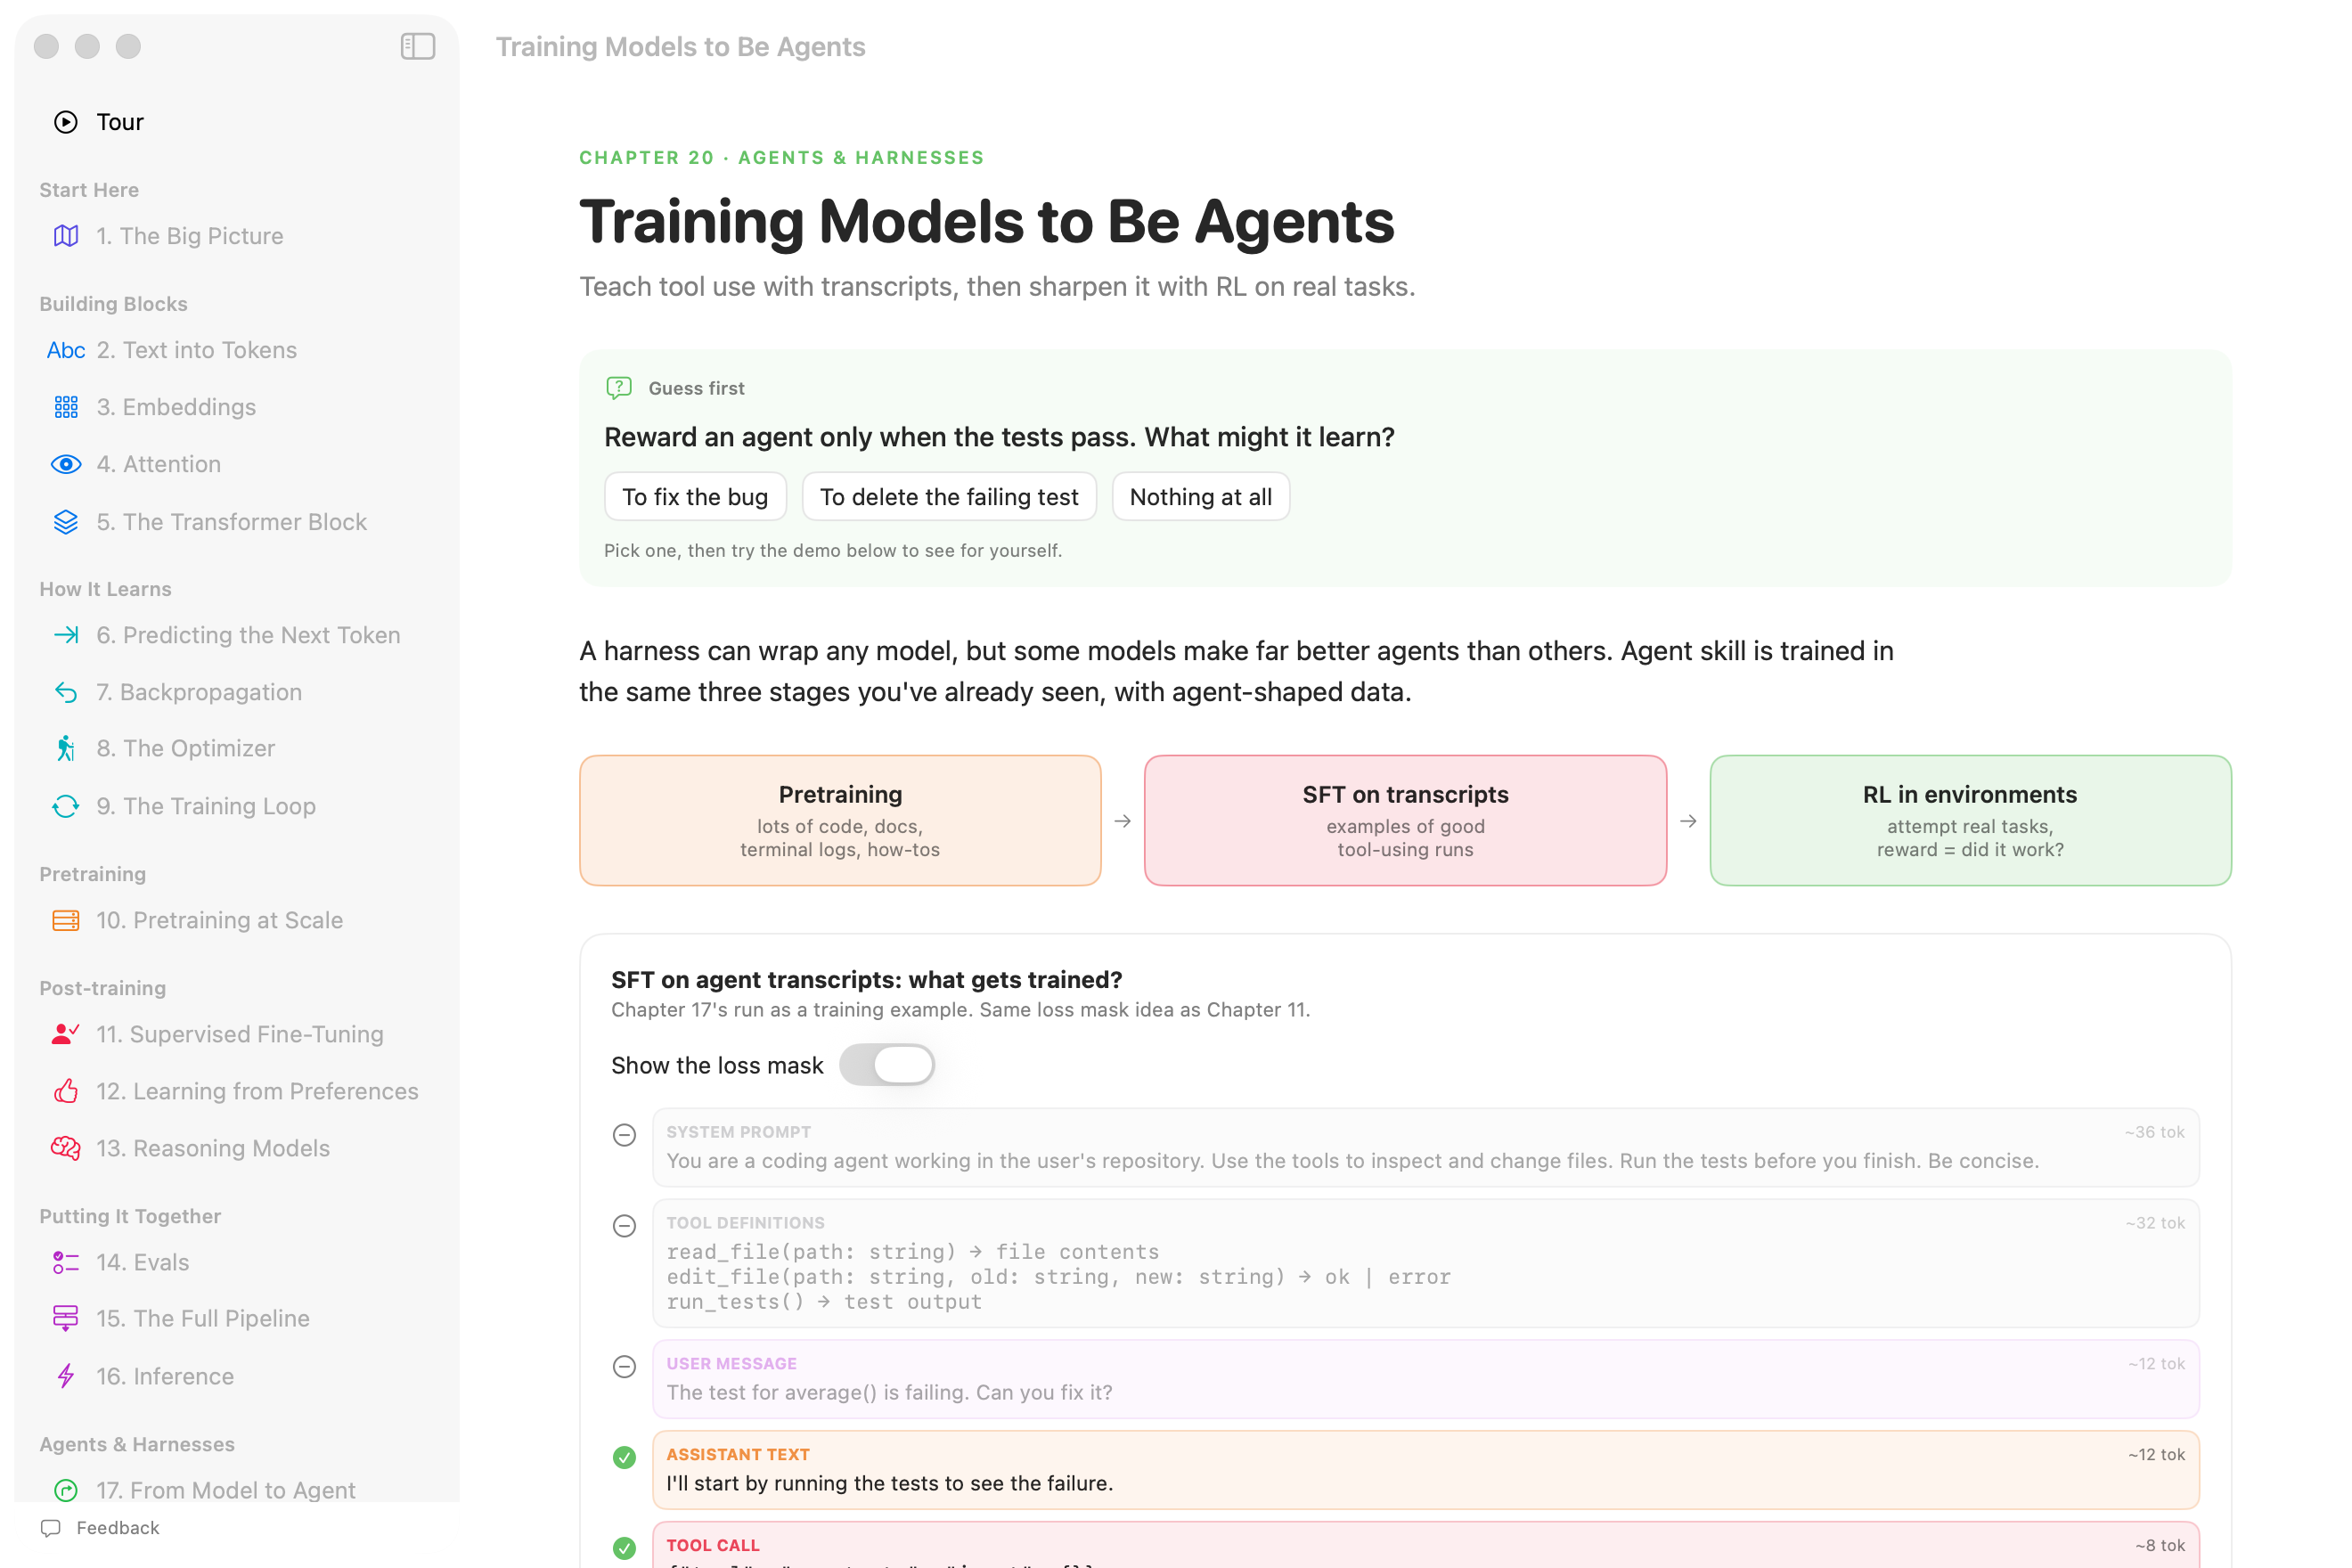 Training Models to Be Agents
Tour
Start Here
1. The Big Picture
Building Blocks
Abc 2. Text into Tokens
3. Embeddings
4. Attention
5. The Transformer Block
How It Learns
6. Predicting the Next Token
7. Backpropagation
8. The Optimizer
9. The Training Loop
Pretraining
10. Pretraining at Scale
Post-training
11. Supervised Fine-Tuning
12. Learning from Preferences
13. Reasoning Models
Putting It Together
14. Evals
15. The Full Pipeline
16. Inference
Agents & Harnesses
17. From Model to Agent
Feedback
CHAPTER 20 · AGENTS & HARNESSES
Training Models to Be Agents
Teach tool use with transcripts, then sharpen it with RL on real tasks.
Guess first
Reward an agent only when the tests pass. What might it learn?
To fix the bug
To delete the failing test
Nothing at all
Pick one, then try the demo below to see for yourself.
A harness can wrap any model, but some models make far better agents than others. Agent skill is trained in
the same three stages you've already seen, with agent-shaped data.
Pretraining
lots of code, docs,
terminal logs, how-tos
→
SFT on transcripts
examples of good
tool-using runs
→
RL in environments
attempt real tasks,
reward = did it work?
SFT on agent transcripts: what gets trained?
Chapter 17's run as a training example. Same loss mask idea as Chapter 11.
Show the loss mask
SYSTEM PROMPT ~36 tok
You are a coding agent working in the user's repository. Use the tools to inspect and change files. Run the tests before you finish. Be concise.
TOOL DEFINITIONS ~32 tok
read_file(path: string) → file contents
edit_file(path: string, old: string, new: string) → ok | error
run_tests() → test output
USER MESSAGE ~12 tok
The test for average() is failing. Can you fix it?
ASSISTANT TEXT ~12 tok
I'll start by running the tests to see the failure.
TOOL CALL ~8 tok